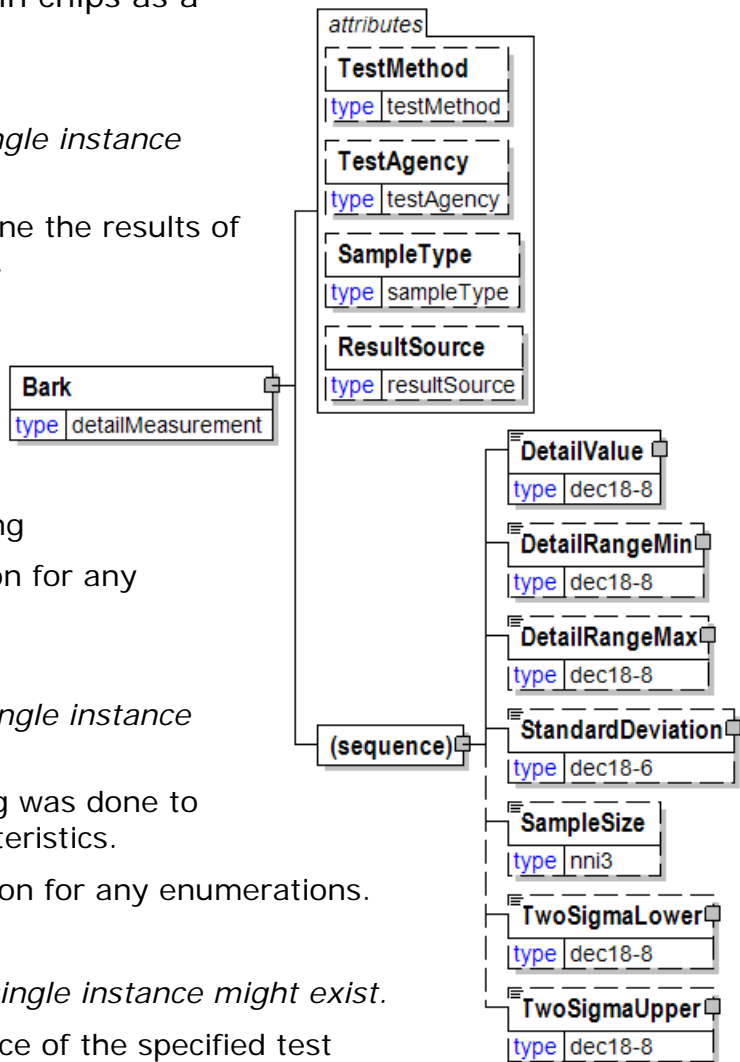 in chips as a
ngle instance
ne the results of
.
ng
on for any
ngle instance
g was done to
teristics.
on for any enumerations.
single instance might exist.
ce of the specified test
attributes
TestMethod
type testMethod
TestAgency
type testAgency
SampleType
type sampleType
ResultSource
type resultSource
Bark
type detailMeasurement
(sequence)
DetailValue
type dec18-8
DetailRangeMin
type dec18-8
DetailRangeMax
type dec18-8
StandardDeviation
type dec18-6
SampleSize
type nni3
TwoSigmaLower
type dec18-8
TwoSigmaUpper
type dec18-8